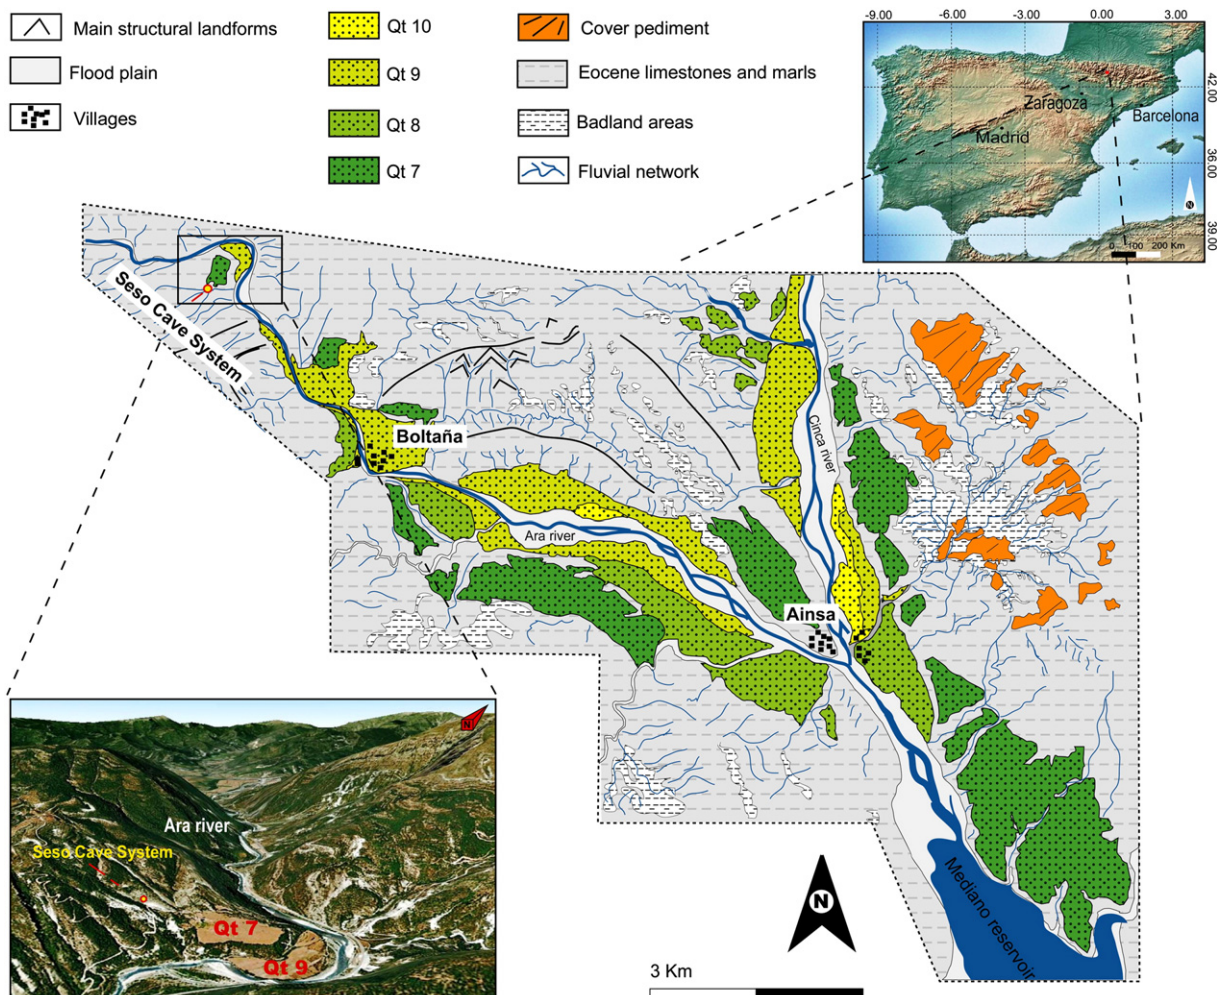 Main structural landforms
Flood plain
Villages
Qt 10
Qt 9
Qt 8
Qt 7
Cover pediment
Eocene limestones and marls
Badland areas
Fluvial network
-9.00 -6.00 -3.00 0.00 3.00
42.00
36.00
39.00
Zaragoza
Barcelona
Madrid
N
0 100 200 Km
Seso Cave System
Boltaña
Cinca river
Ara river
Ainsa
Mediano reservoir
N
3 Km
N
Ara river
Seso Cave System
Qt 7
Qt 9